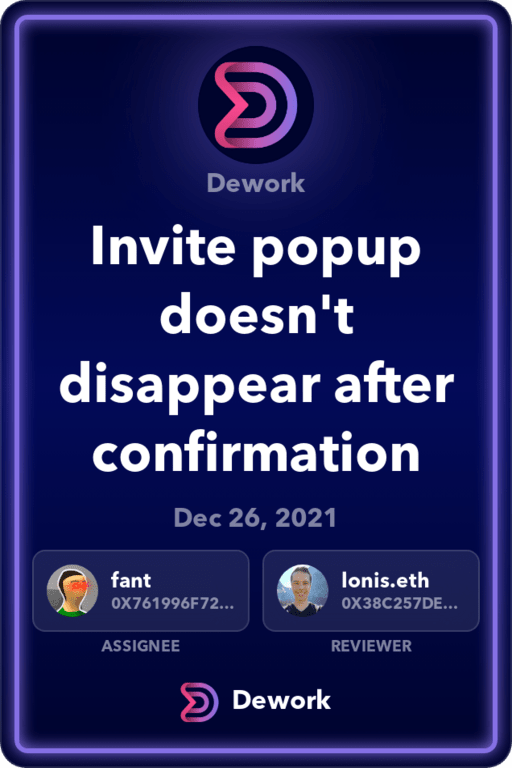 Dework
Invite popup
doesn't
disappear after
confirmation
Dec 26, 2021
fant
0X761996F72...
ASSIGNEE
lonis.eth
0X38C257DE...
REVIEWER
Dework